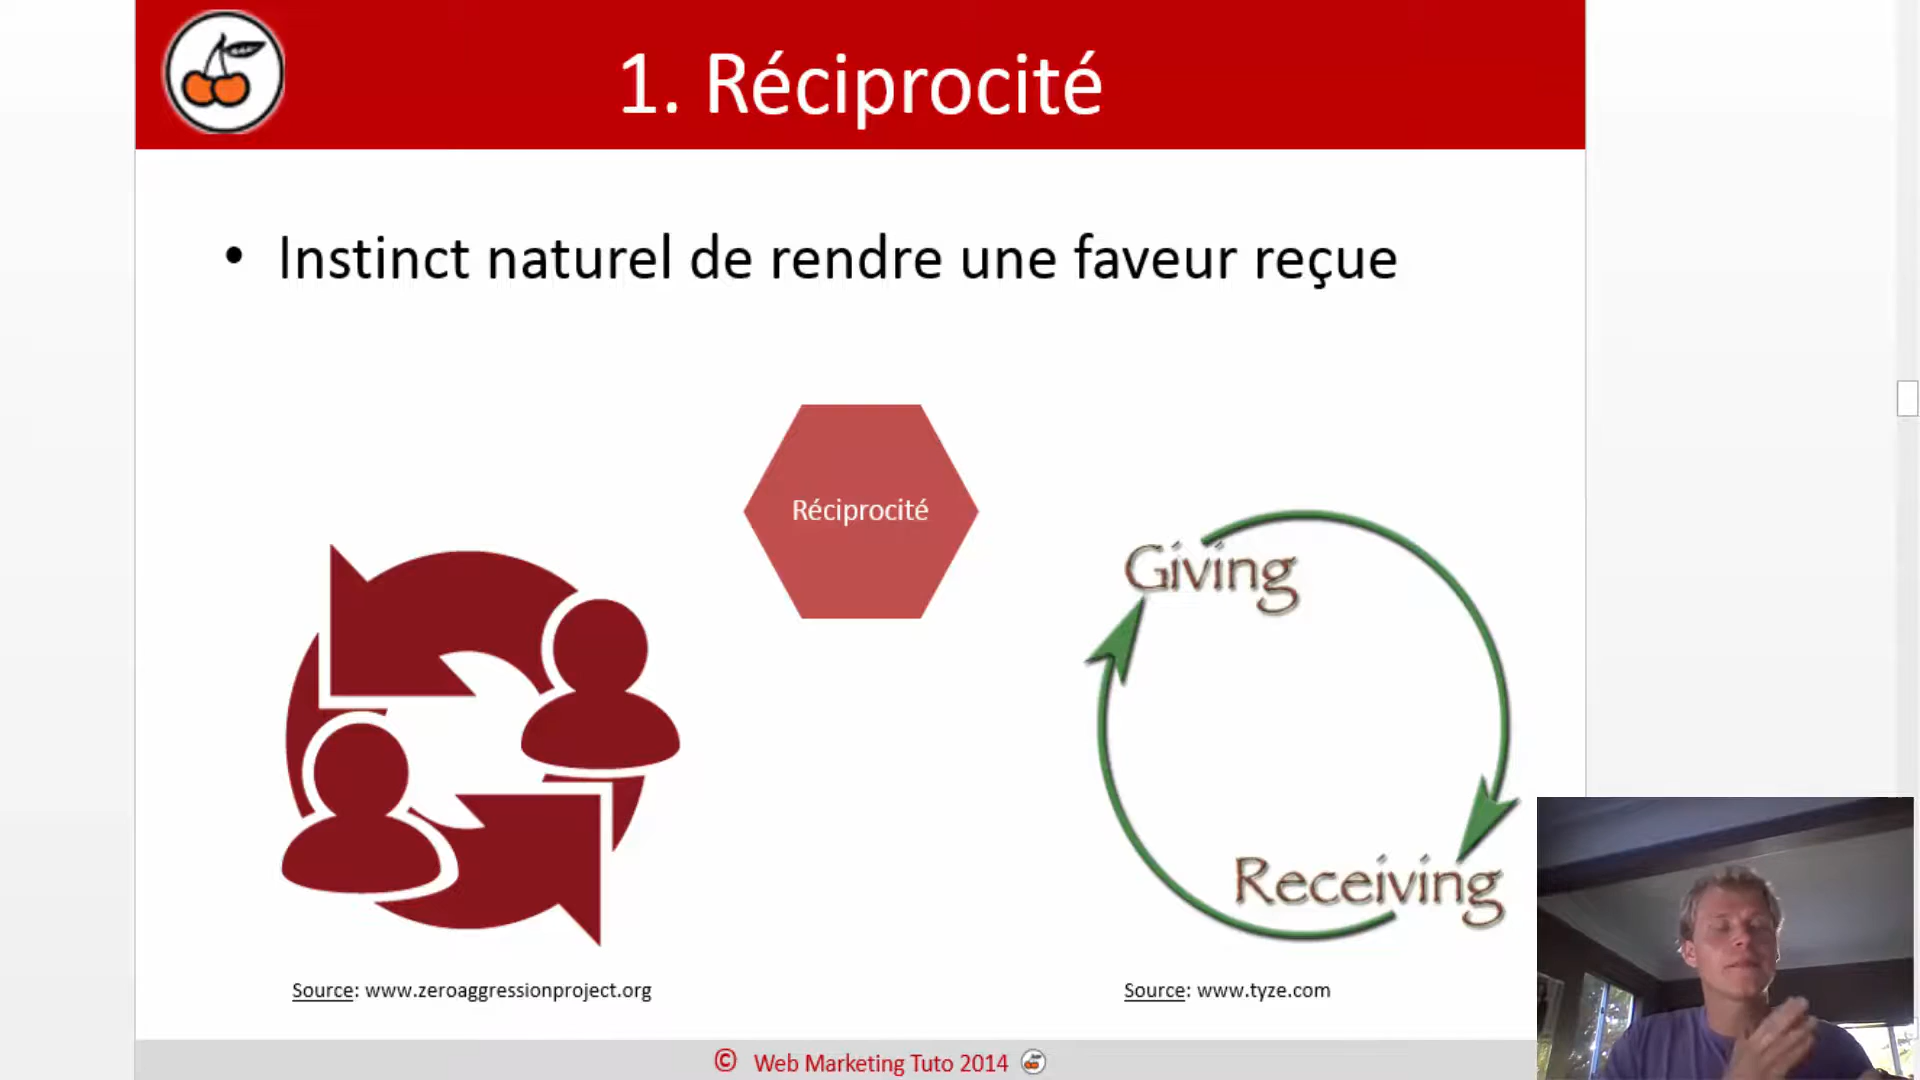 1. Réciprocité
• Instinct naturel de rendre une faveur reçue
Réciprocité
Giving
Receiving
Source: www.zeroaggressionproject.org
Source: www.tyze.com
© Web Marketing Tuto 2014